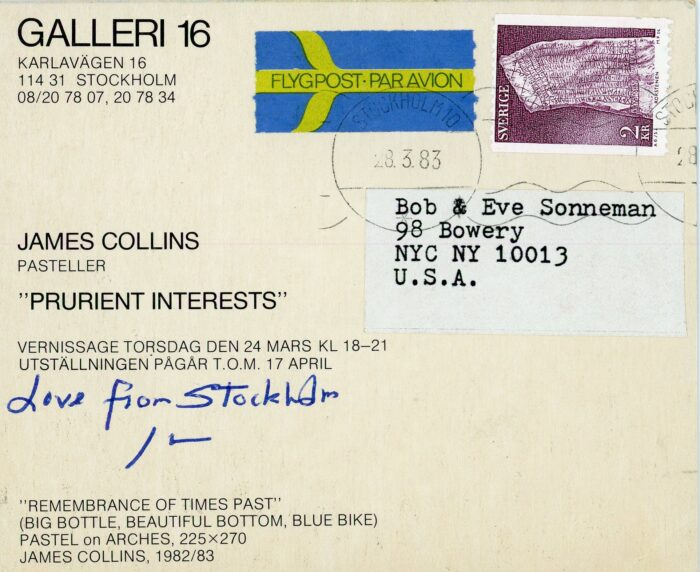 GALLERI 16
KARLAVÄGEN 16
114 31 STOCKHOLM
08/20 78 07, 20 78 34
FLYGPOST·PAR AVION
SVERIGE
2 KR
STOCKHOLM 10
28.3.83
STOC
28
Bob & Eve Sonneman
98 Bowery
NYC NY 10013
U.S.A.
JAMES COLLINS
PASTELLER
"PRURIENT INTERESTS"
VERNISSAGE TORSDAG DEN 24 MARS KL 18–21
UTSTÄLLNINGEN PÅGÅR T.O.M. 17 APRIL
Love from Stockholm
"REMEMBRANCE OF TIMES PAST"
(BIG BOTTLE, BEAUTIFUL BOTTOM, BLUE BIKE)
PASTEL on ARCHES, 225×270
JAMES COLLINS, 1982/83